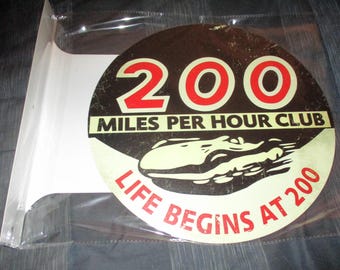 200
MILES PER HOUR CLUB
LIFE BEGINS AT 200